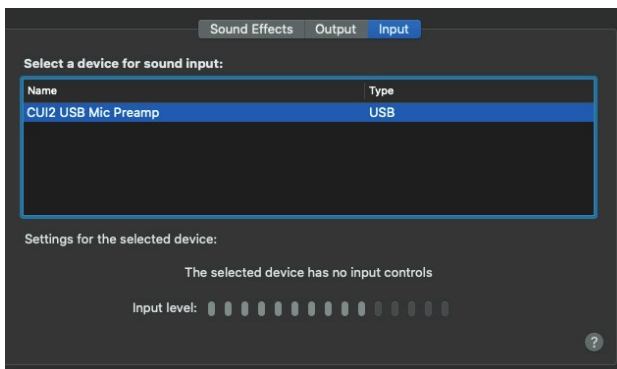 Sound Effects Output Input
Select a device for sound input:
Name Type
CUI2 USB Mic Preamp USB
Settings for the selected device:
The selected device has no input controls
Input level:
?